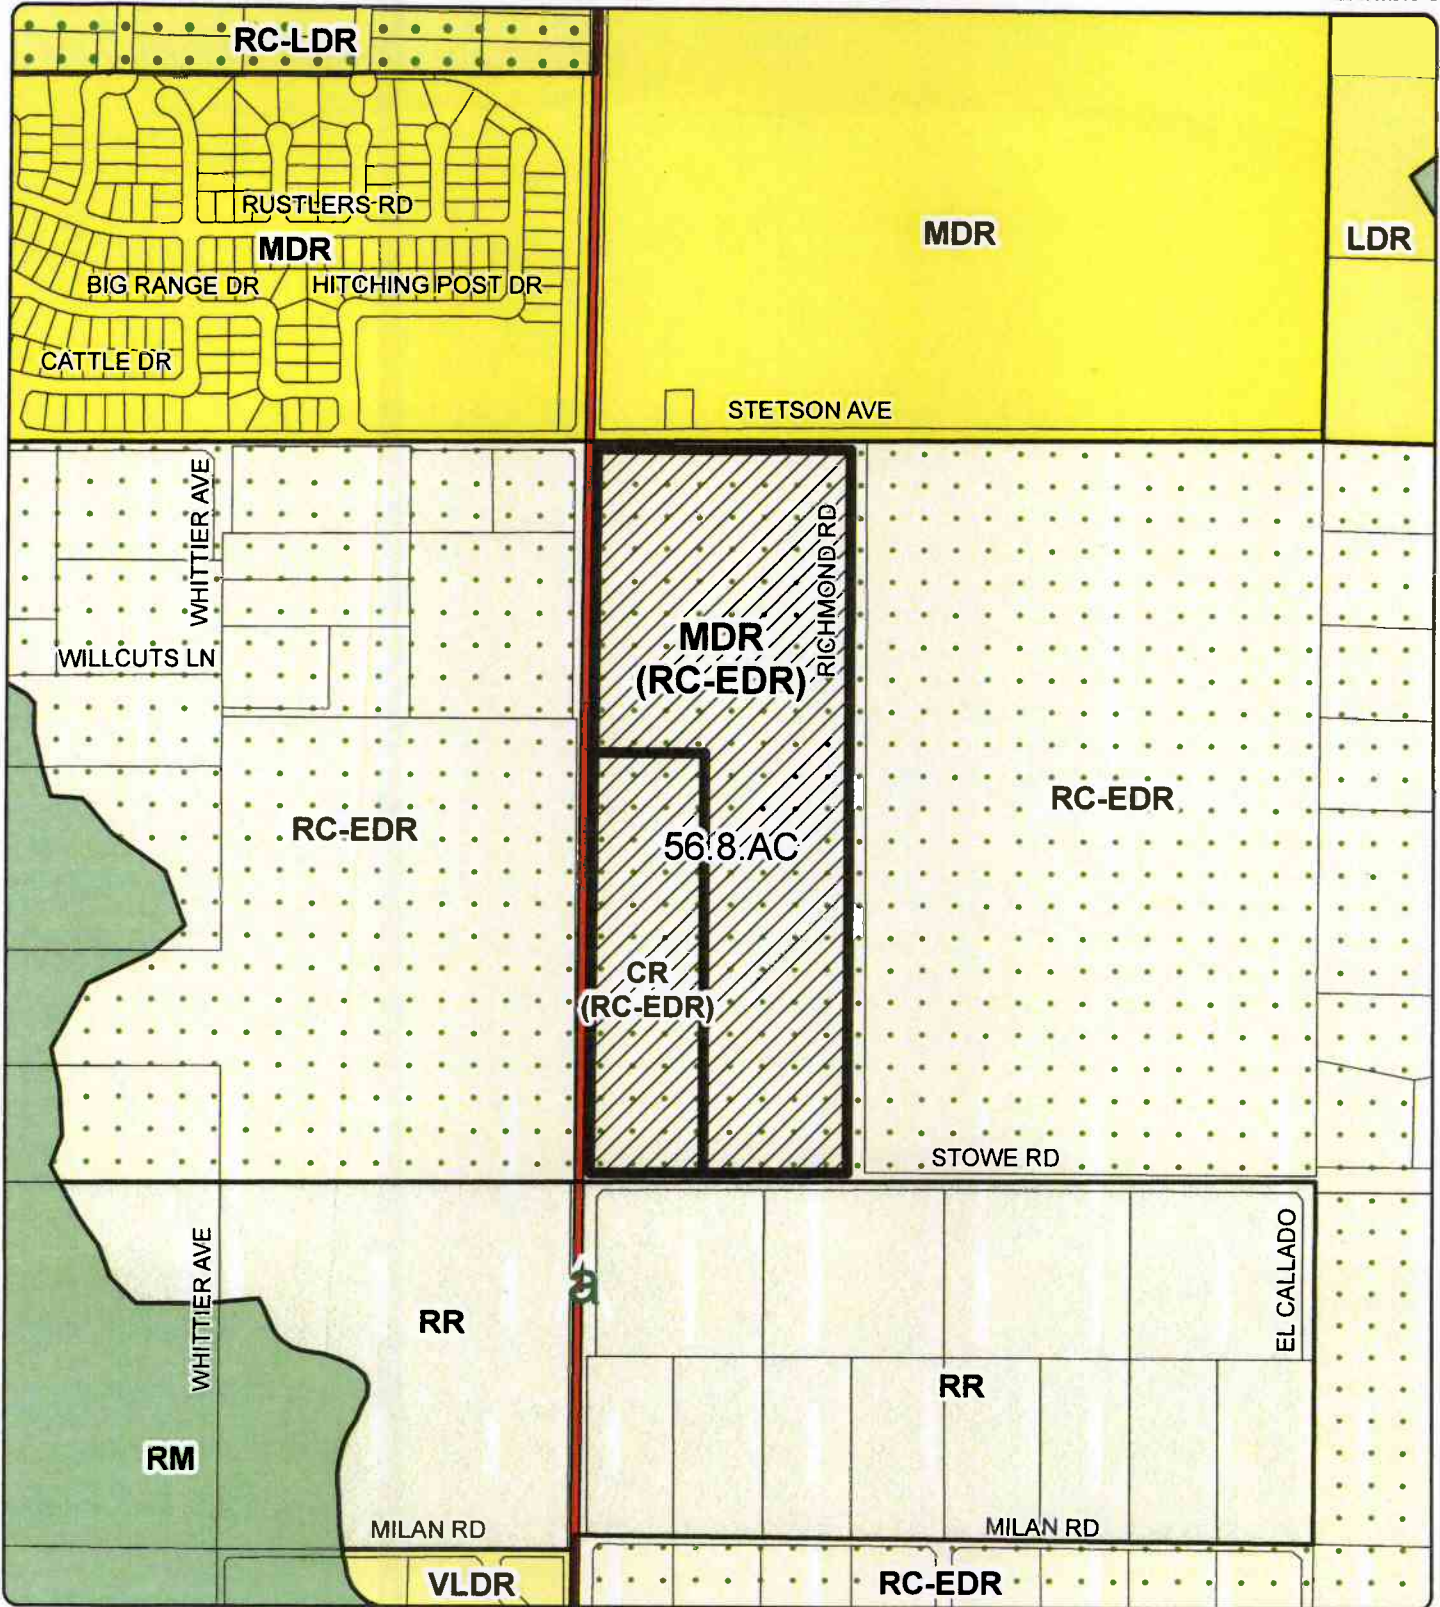 RC-LDR
RUSTLERS RD
MDR
MDR
LDR
BIG RANGE DR
HITCHING POST DR
CATTLE DR
STETSON AVE
WHITTIER AVE
RICHMOND RD
MDR
(RC-EDR)
WILLCUTS LN
RC-EDR
RC-EDR
56.8 AC
CR
(RC-EDR)
STOWE RD
WHITTIER AVE
EL CALLADO
a
RR
RR
RM
MILAN RD
MILAN RD
VLDR
RC-EDR